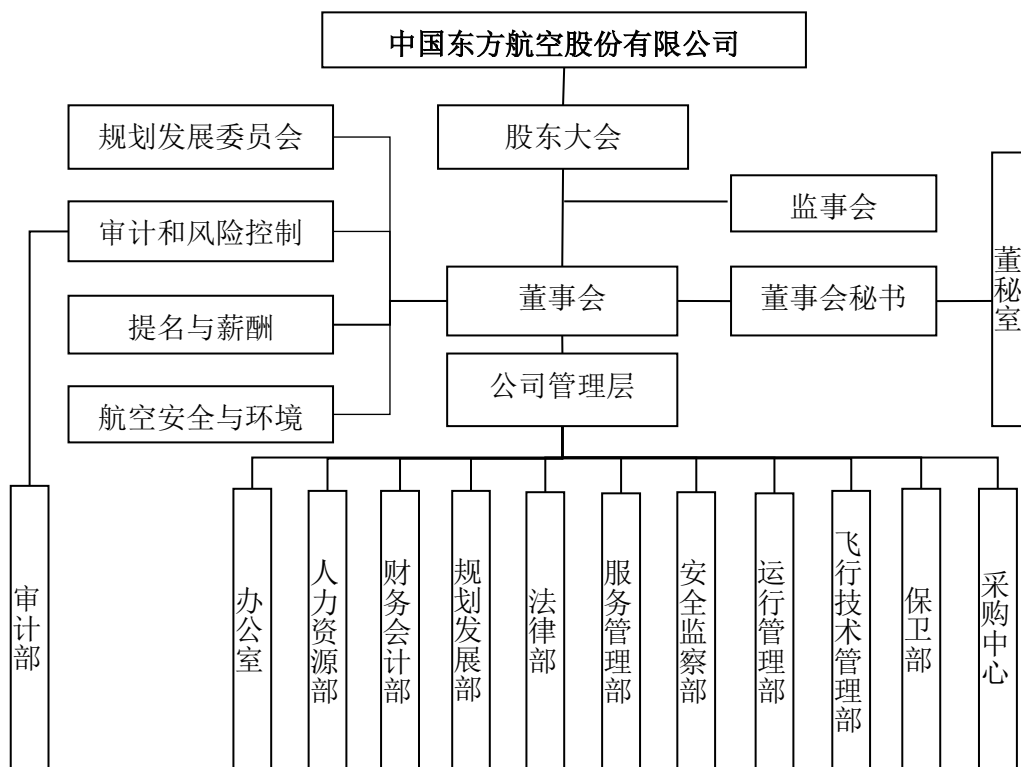 中国东方航空股份有限公司
规划发展委员会
股东大会
审计和风险控制
监事会
提名与薪酬
董事会
董事会秘书
董秘室
航空安全与环境
公司管理层
审计部
办公室
人力资源部
财务会计部
规划发展部
法律部
服务管理部
安全监察部
运行管理部
飞行技术管理部
保卫部
采购中心